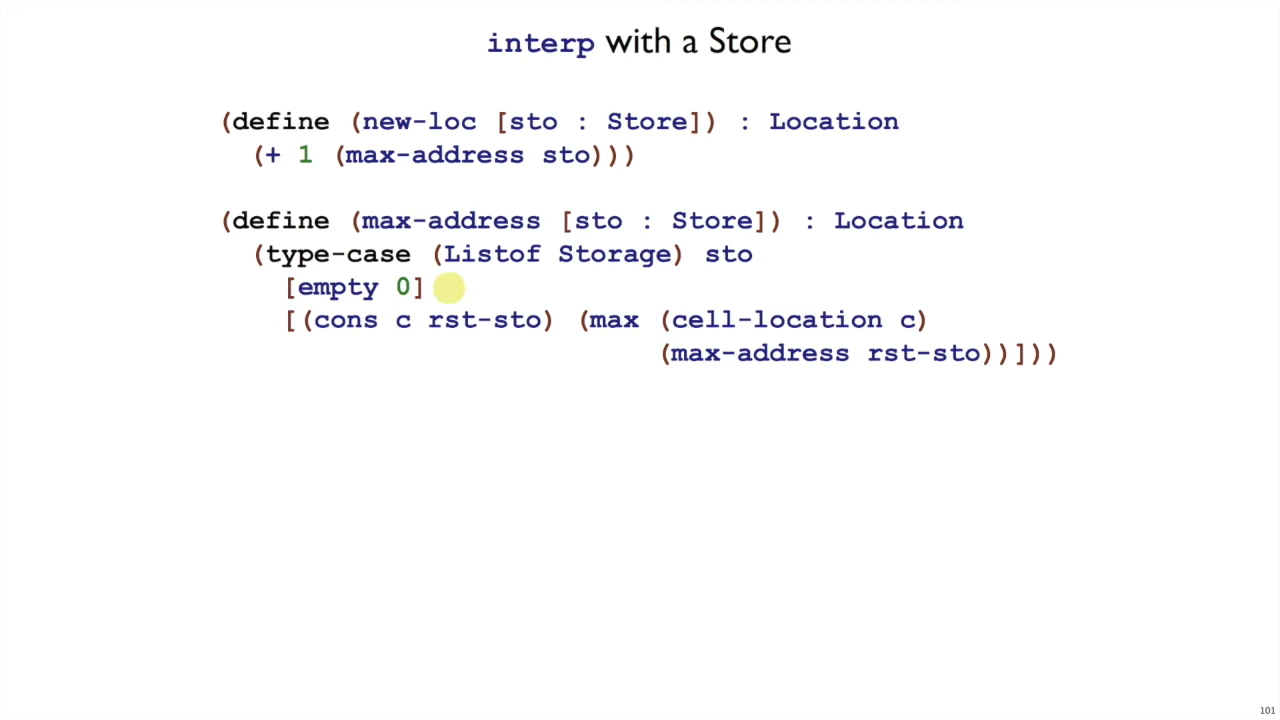 interp with a Store
(define (new-loc [sto : Store]) : Location
(+ 1 (max-address sto)))
(define (max-address [sto : Store]) : Location
(type-case (Listof Storage) sto
[empty 0]
[(cons c rst-sto) (max (cell-location c)
(max-address rst-sto))]))
101